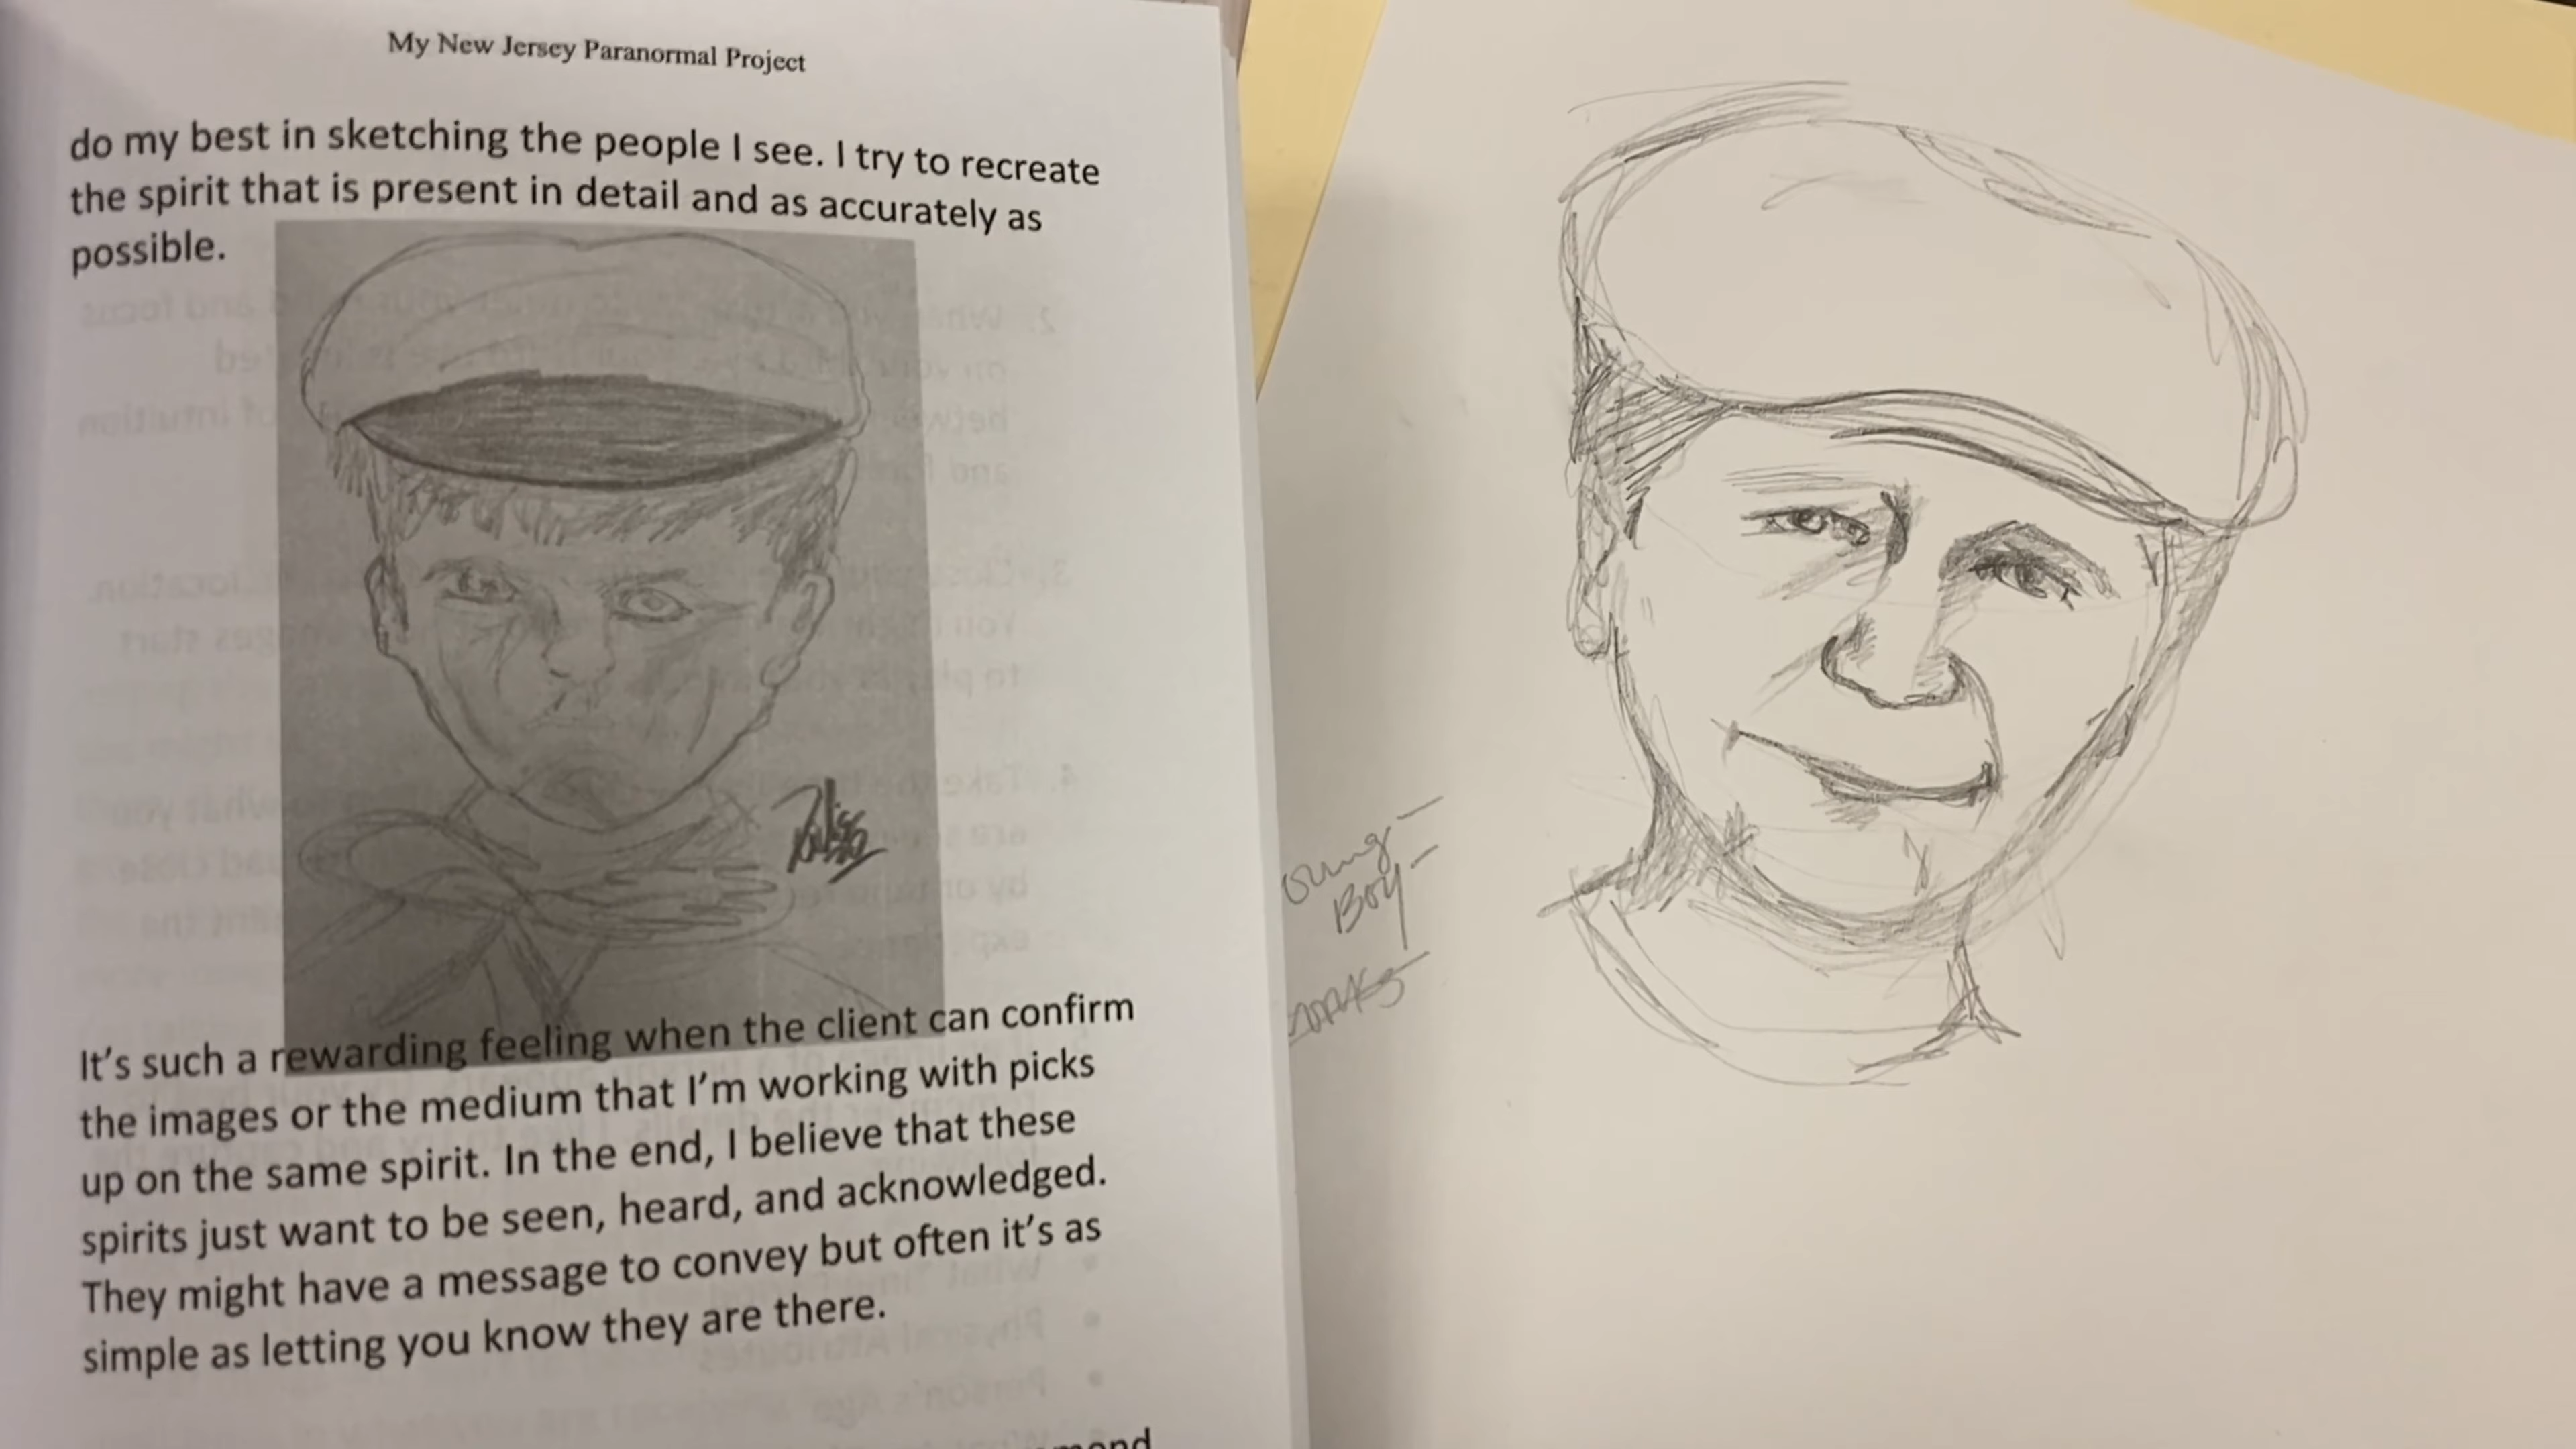 My New Jersey Paranormal Project
do my best in sketching the people I see. I try to recreate
the spirit that is present in detail and as accurately as
possible.
It's such a rewarding feeling when the client can confirm
the images or the medium that I'm working with picks
up on the same spirit. In the end, I believe that these
spirits just want to be seen, heard, and acknowledged.
They might have a message to convey but often it's as
simple as letting you know they are there.
oung-
Boy-